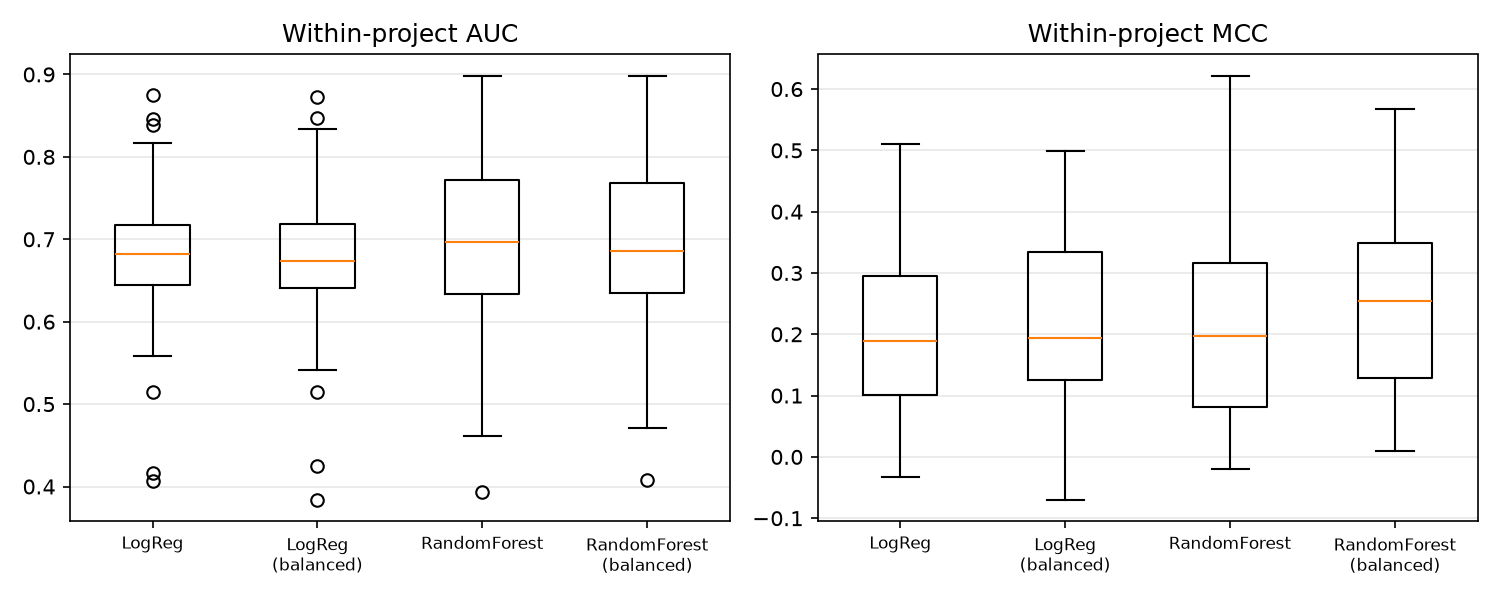 Within-project AUC
0.9
0.8
0.7
0.6
0.5
0.4
LogReg
LogReg
(balanced)
RandomForest
RandomForest
(balanced)
Within-project MCC
0.6
0.5
0.4
0.3
0.2
0.1
0.0
−0.1
LogReg
LogReg
(balanced)
RandomForest
RandomForest
(balanced)